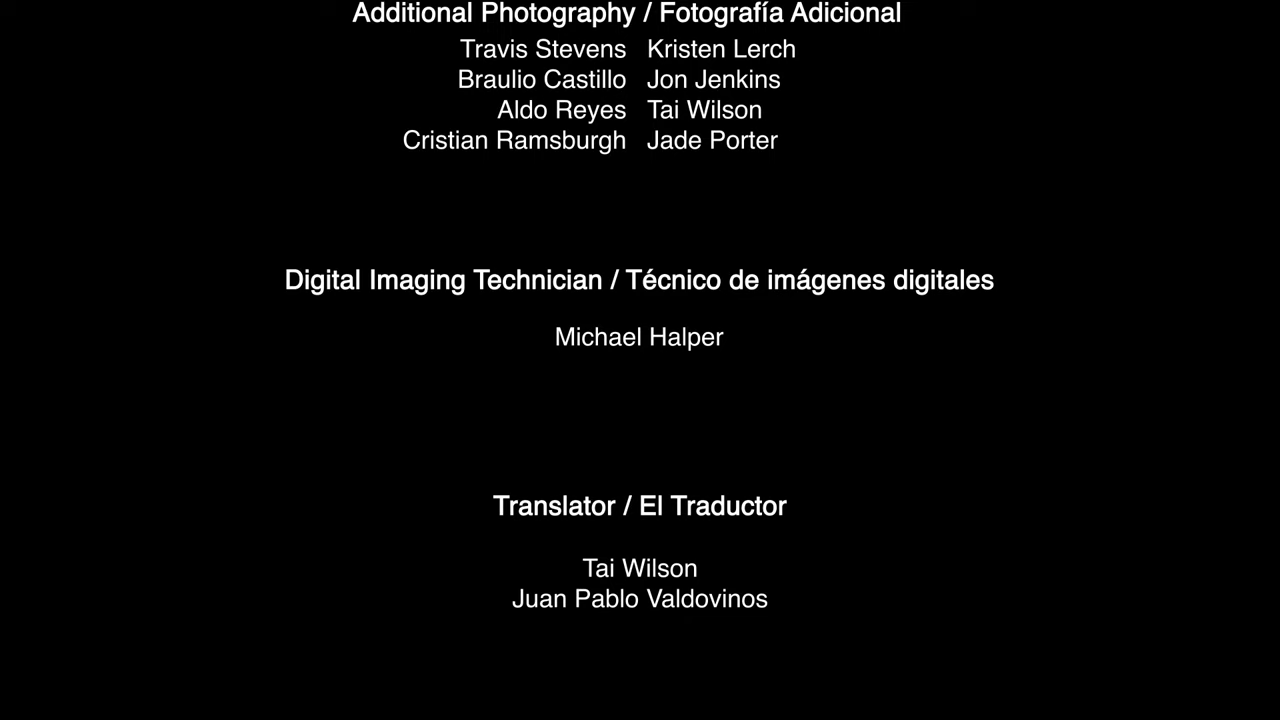 Additional Photography / Fotografía Adicional
Travis Stevens Kristen Lerch
Braulio Castillo Jon Jenkins
Aldo Reyes Tai Wilson
Cristian Ramsburgh Jade Porter
Digital Imaging Technician / Técnico de imágenes digitales
Michael Halper
Translator / El Traductor
Tai Wilson
Juan Pablo Valdovinos